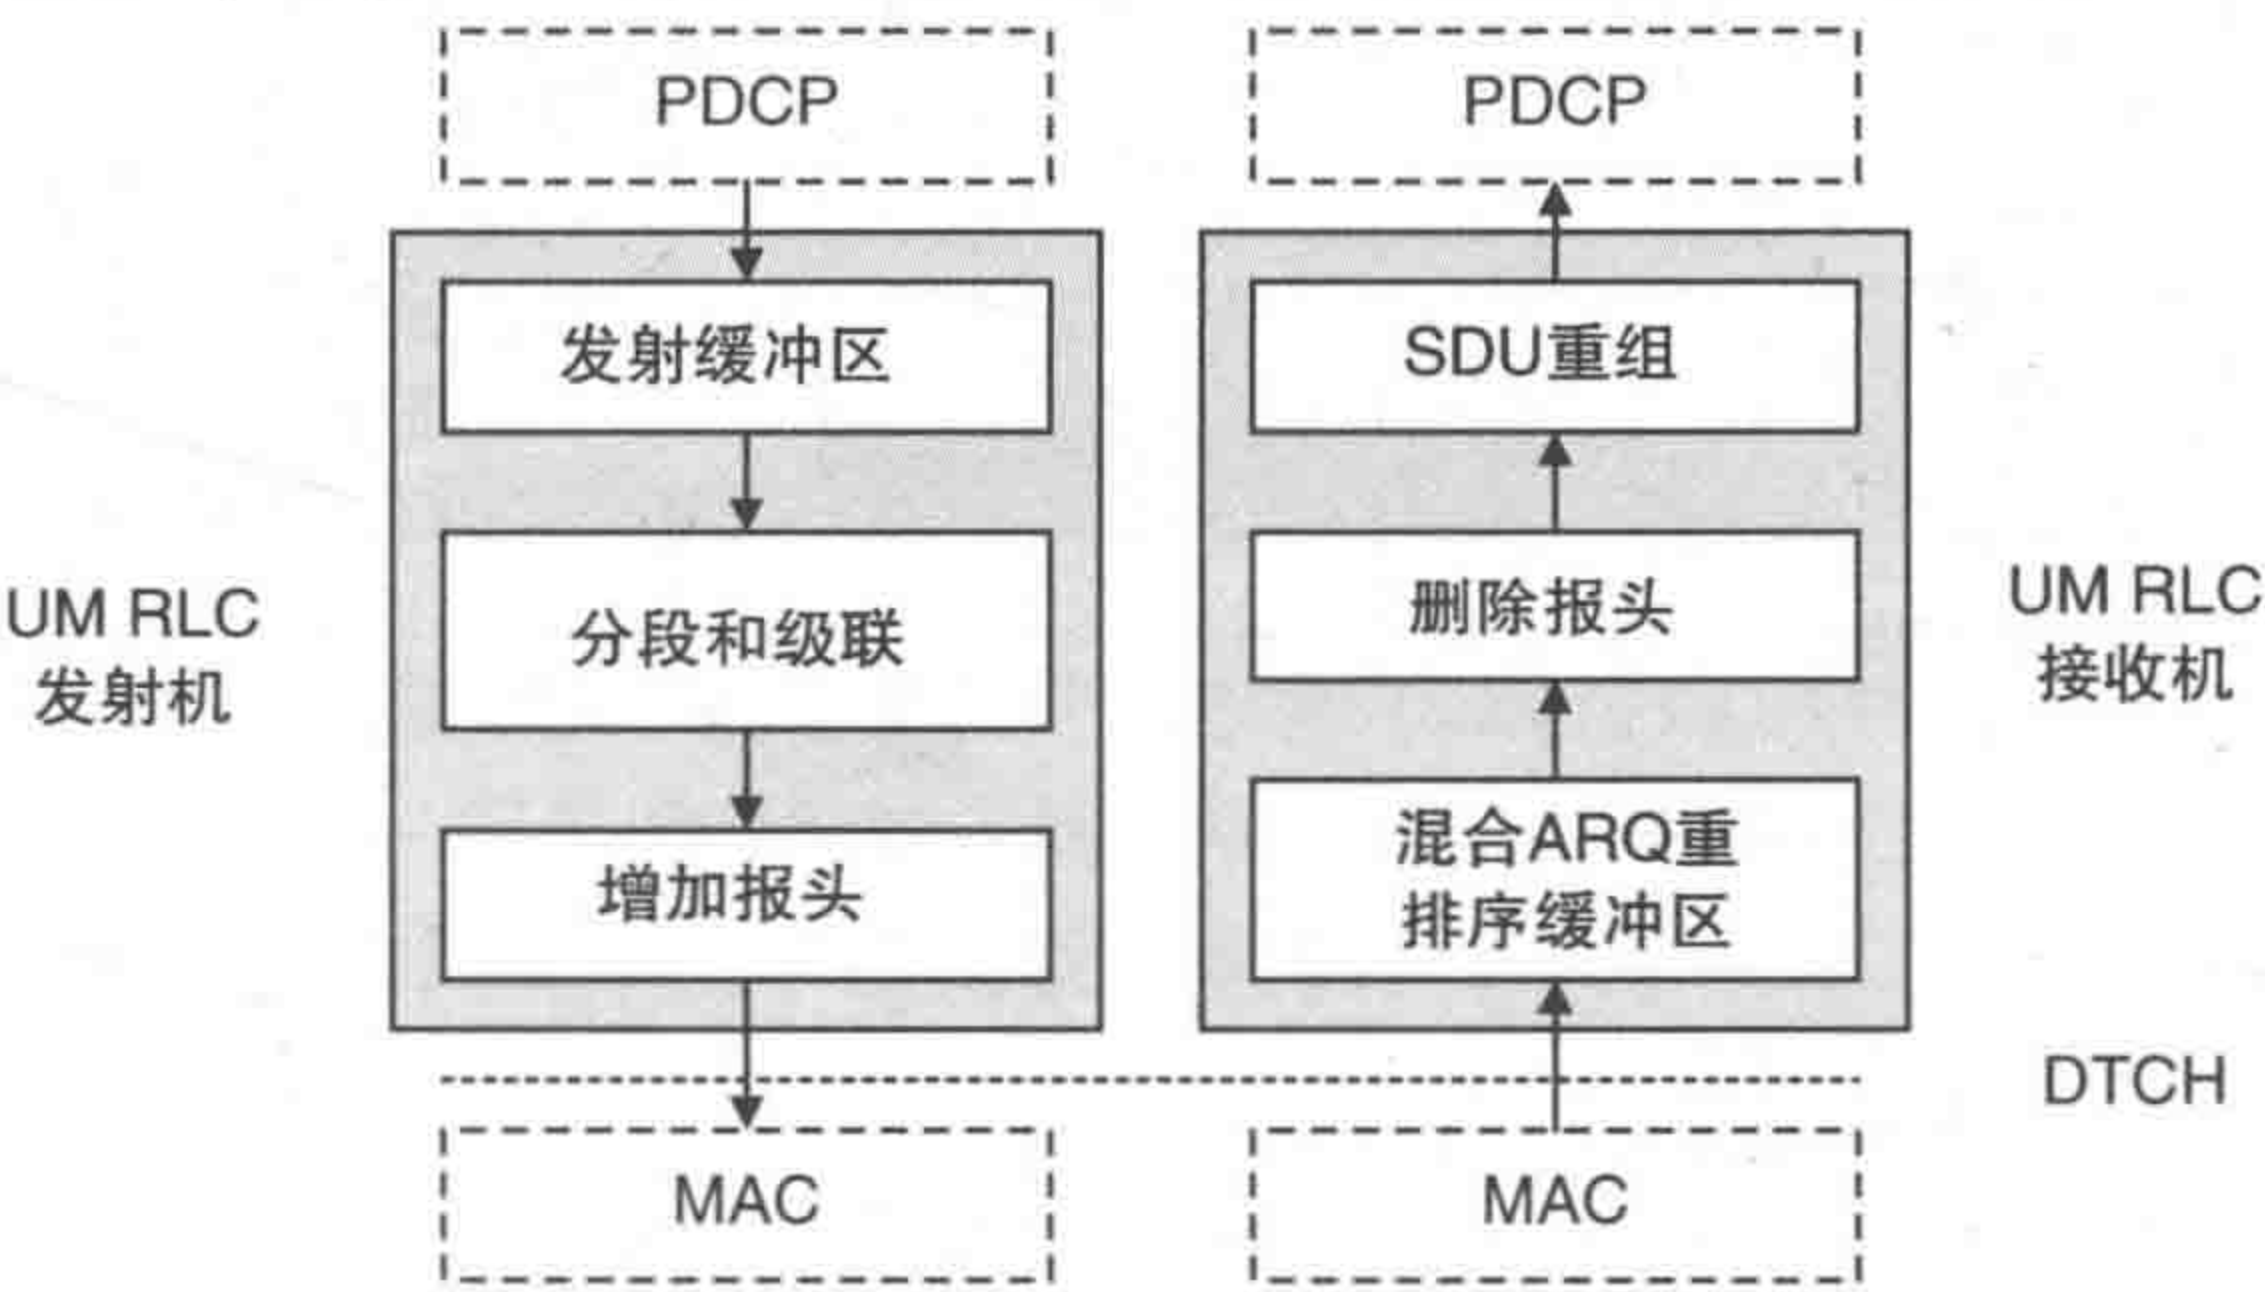 PDCP
PDCP
发射缓冲区
SDU重组
UM RLC
发射机
分段和级联
删除报头
UM RLC
接收机
增加报头
混合ARQ重
排序缓冲区
DTCH
MAC
MAC